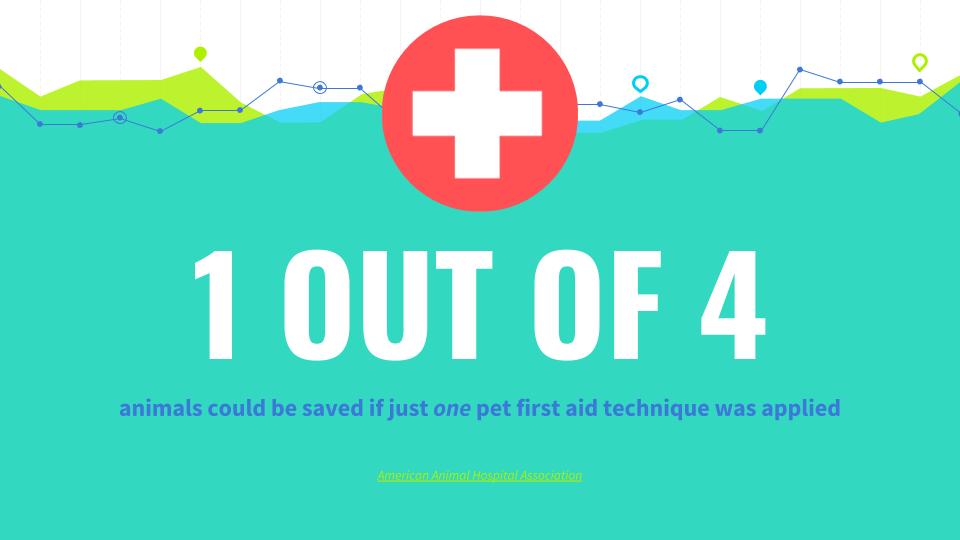 1 OUT OF 4
animals could be saved if just one pet first aid technique was applied
American Animal Hospital Association